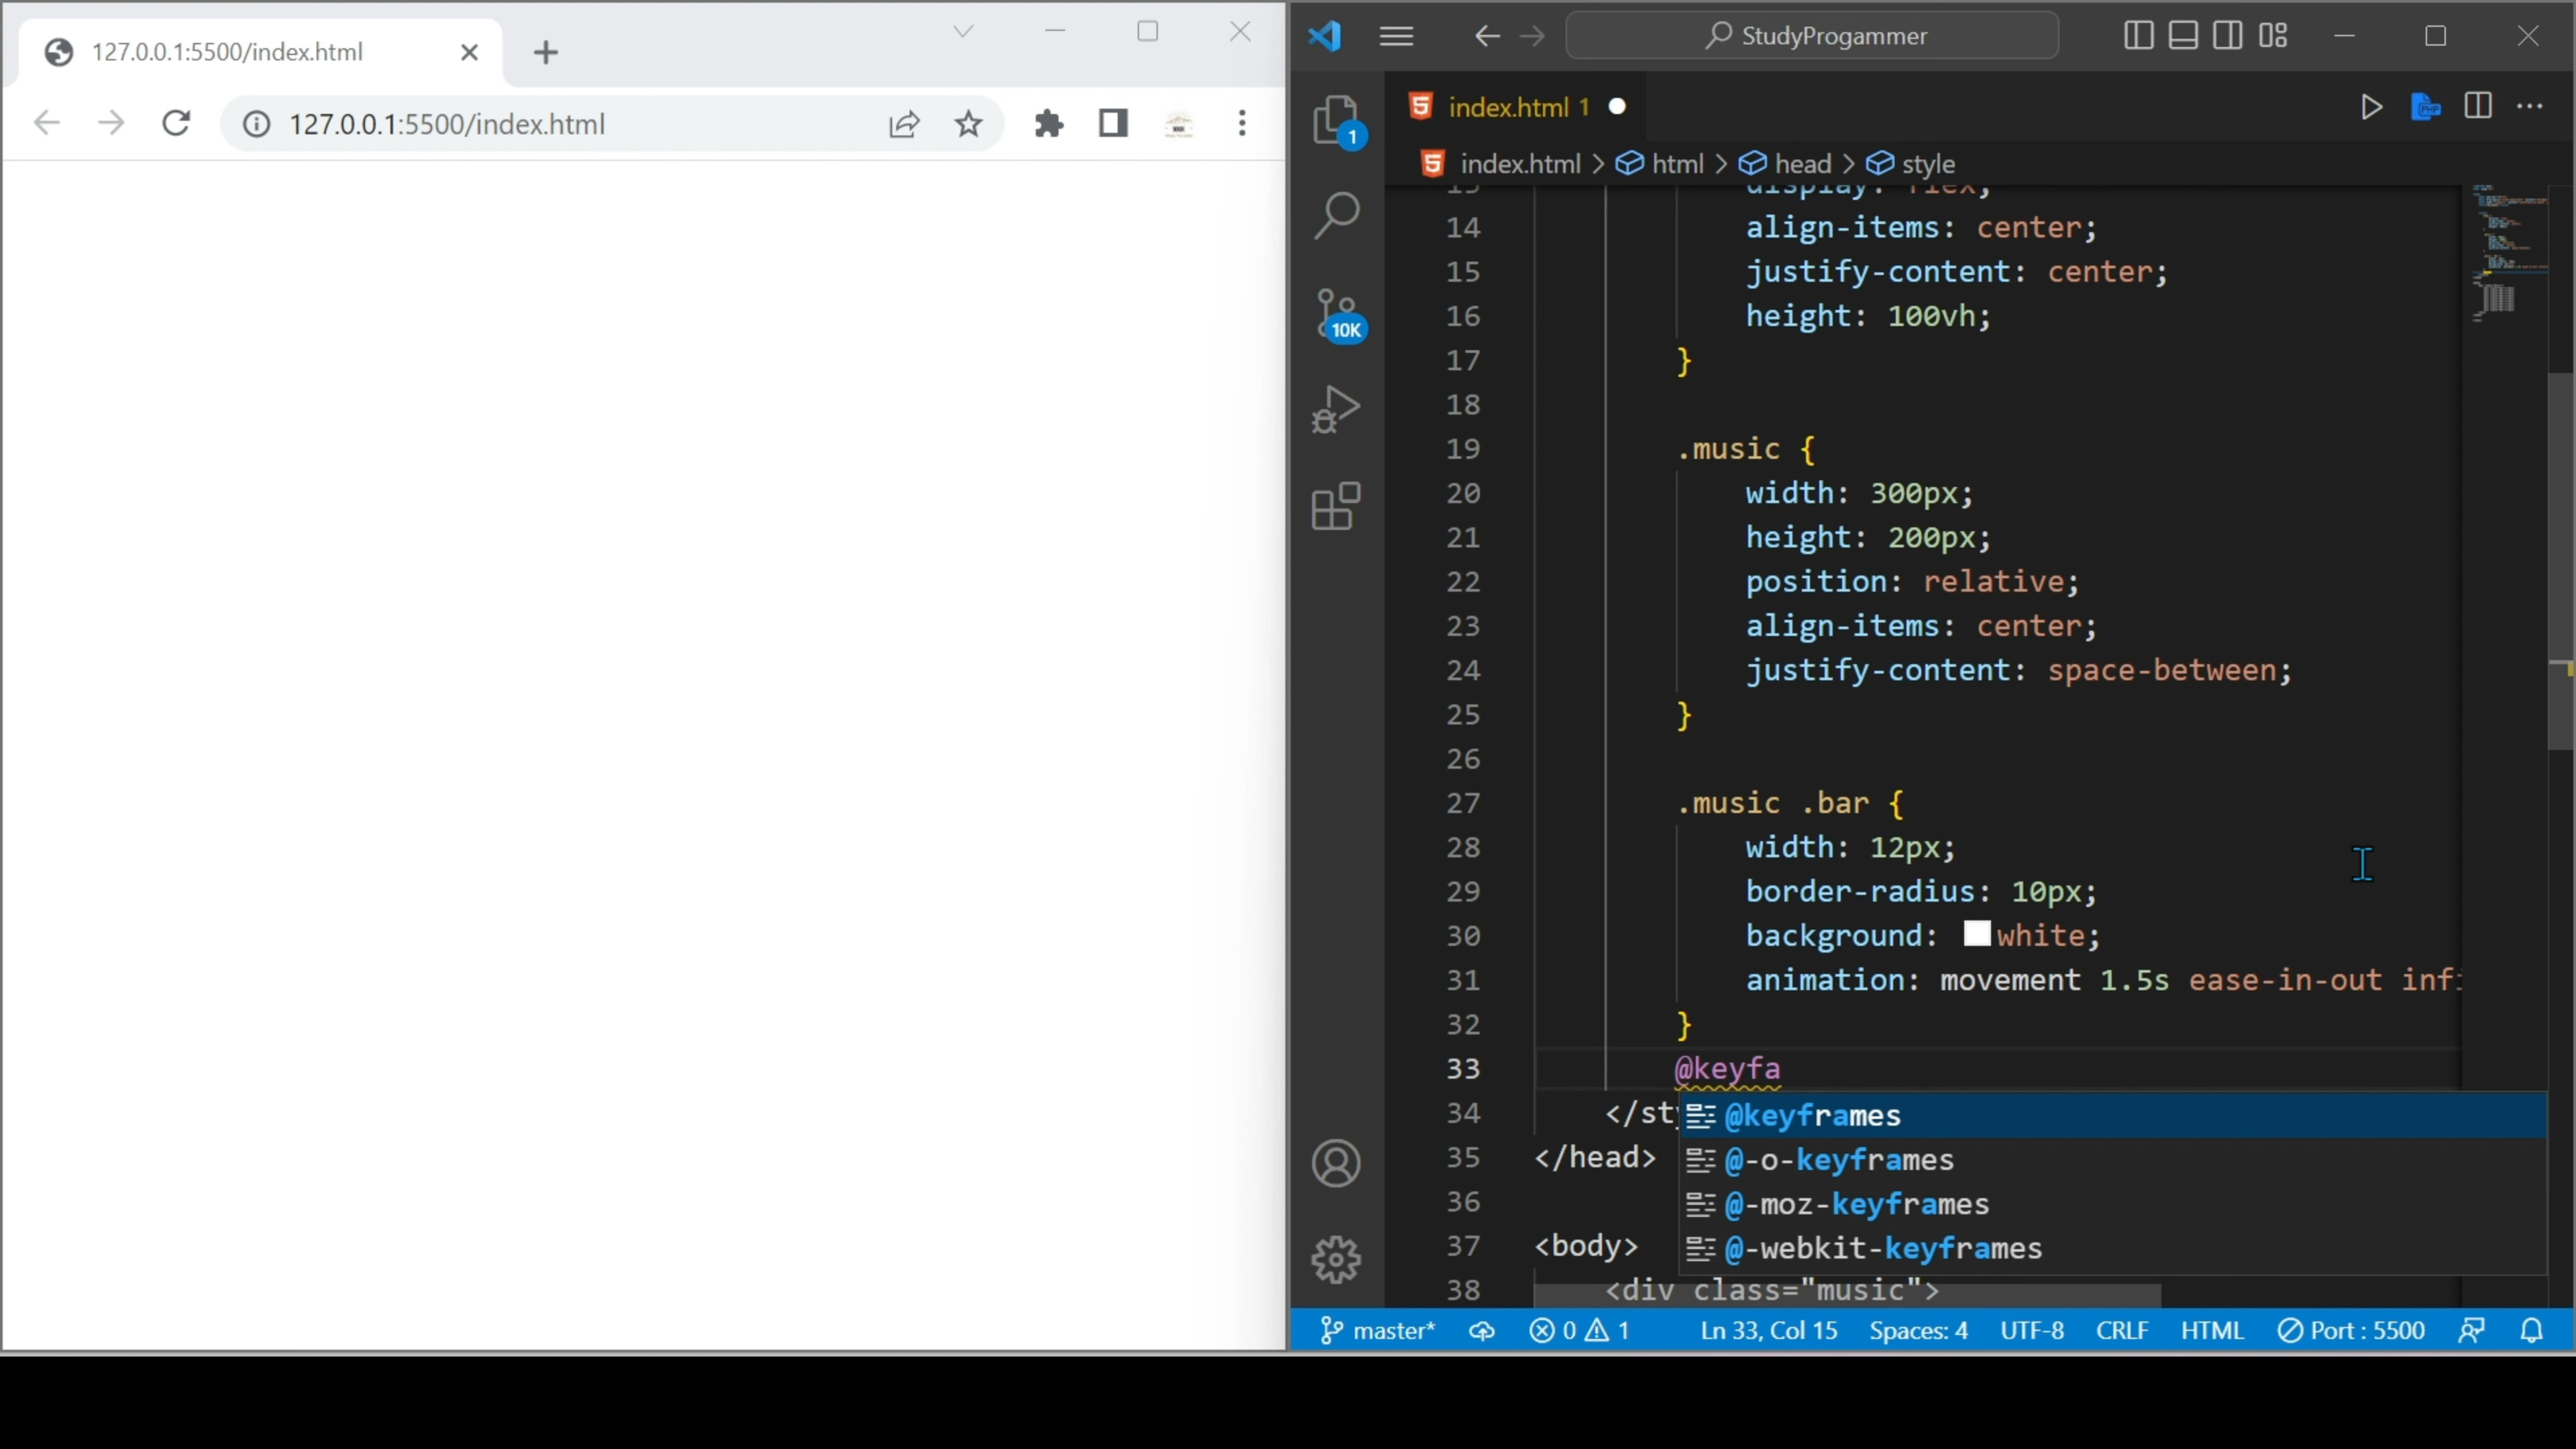 127.0.0.1:5500/index.html
127.0.0.1:5500/index.html
StudyProgammer
1
10K
index.html 1
index.html > html > head > style
14 align-items: center;
15 justify-content: center;
16 height: 100vh;
17 }
18
19 .music {
20 width: 300px;
21 height: 200px;
22 position: relative;
23 align-items: center;
24 justify-content: space-between;
25 }
26
27 .music .bar {
28 width: 12px;
29 border-radius: 10px;
30 background: white;
31 animation: movement 1.5s ease-in-out inf
32 }
33 @keyfa
34 </sty
@keyframes
35 </head>
@-o-keyframes
36
@-moz-keyframes
37 <body>
@-webkit-keyframes
38 <div class="music">
master* 0 1 Ln 33, Col 15 Spaces: 4 UTF-8 CRLF HTML Port : 5500